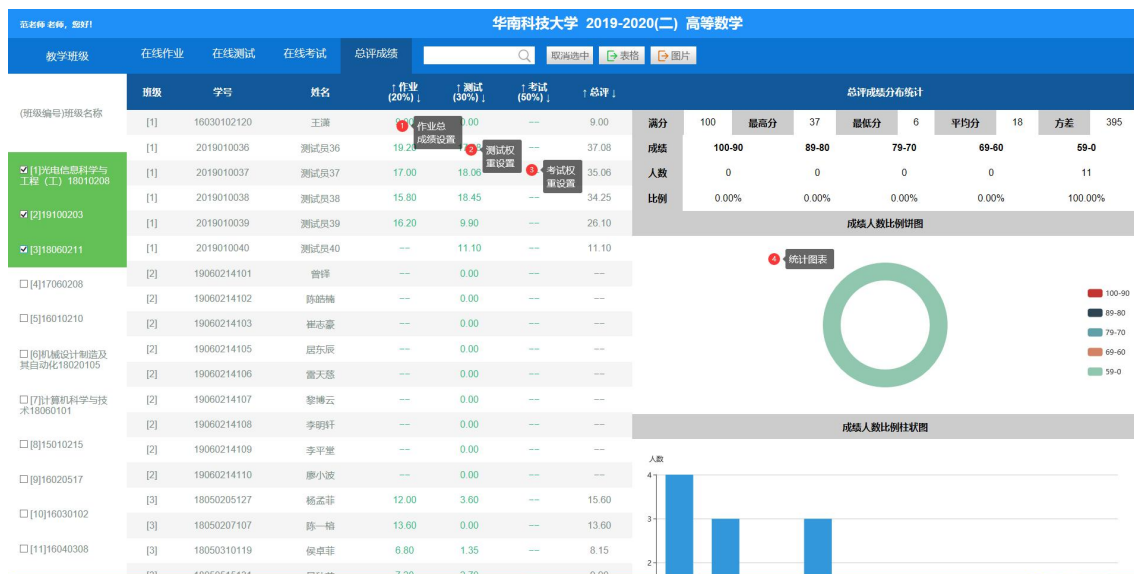 范老师 老师，您好!
华南科技大学 2019-2020(二) 高等数学
教学班级 在线作业 在线测试 在线考试 总评成绩 取消选中 表格 图片
(班级编号)班级名称
[1]光电信息科学与
工程（工）18010208
[2]19100203
[3]18060211
[4]17060208
[5]16010210
[6]机械设计制造及
其自动化18020105
[7]计算机科学与技
术18060101
[8]15010215
[9]16020517
[10]16030102
[11]16040308
班级 学号 姓名 ↑作业(20%)↓ ↑测试(30%)↓ ↑考试(50%)↓ ↑总评↓
[1] 16030102120 王潇 -- 9.00
[1] 2019010036 测试员36 19.20 37.08
[1] 2019010037 测试员37 17.00 18.06 35.06
[1] 2019010038 测试员38 15.80 18.45 -- 34.25
[1] 2019010039 测试员39 16.20 9.90 -- 26.10
[1] 2019010040 测试员40 -- 11.10 -- 11.10
[2] 19060214101 曾铎 -- 0.00 -- --
[2] 19060214102 陈皓楠 -- 0.00 -- --
[2] 19060214103 崔志豪 -- 0.00 -- --
[2] 19060214105 居东辰 -- 0.00 -- --
[2] 19060214106 雷天慈 -- 0.00 -- --
[2] 19060214107 黎博云 -- 0.00 -- --
[2] 19060214108 李明轩 -- 0.00 -- --
[2] 19060214109 李平堂 -- 0.00 -- --
[2] 19060214110 廖小波 -- 0.00 -- --
[3] 18050205127 杨孟菲 12.00 3.60 -- 15.60
[3] 18050207107 陈一榕 13.60 0.00 -- 13.60
[3] 18050310119 侯卓菲 6.80 1.35 -- 8.15
1 作业总
成绩设置
2 测试权
重设置
3 考试权
重设置
总评成绩分布统计
满分 100 最高分 37 最低分 6 平均分 18 方差 395
成绩 100-90 89-80 79-70 69-60 59-0
人数 0 0 0 0 11
比例 0.00% 0.00% 0.00% 0.00% 100.00%
成绩人数比例饼图
4 统计图表
100-90
89-80
79-70
69-60
59-0
成绩人数比例柱状图
人数
4
3
2